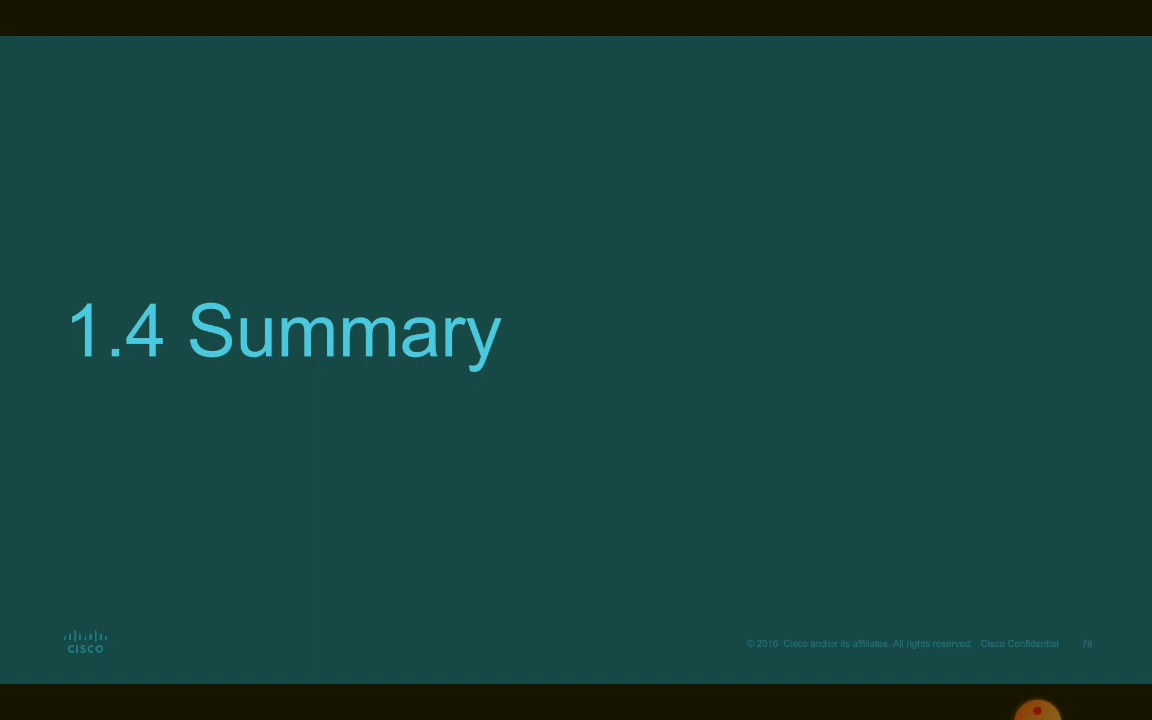 1.4 Summary
CISCO
© 2016 Cisco and/or its affiliates. All rights reserved. Cisco Confidential 78